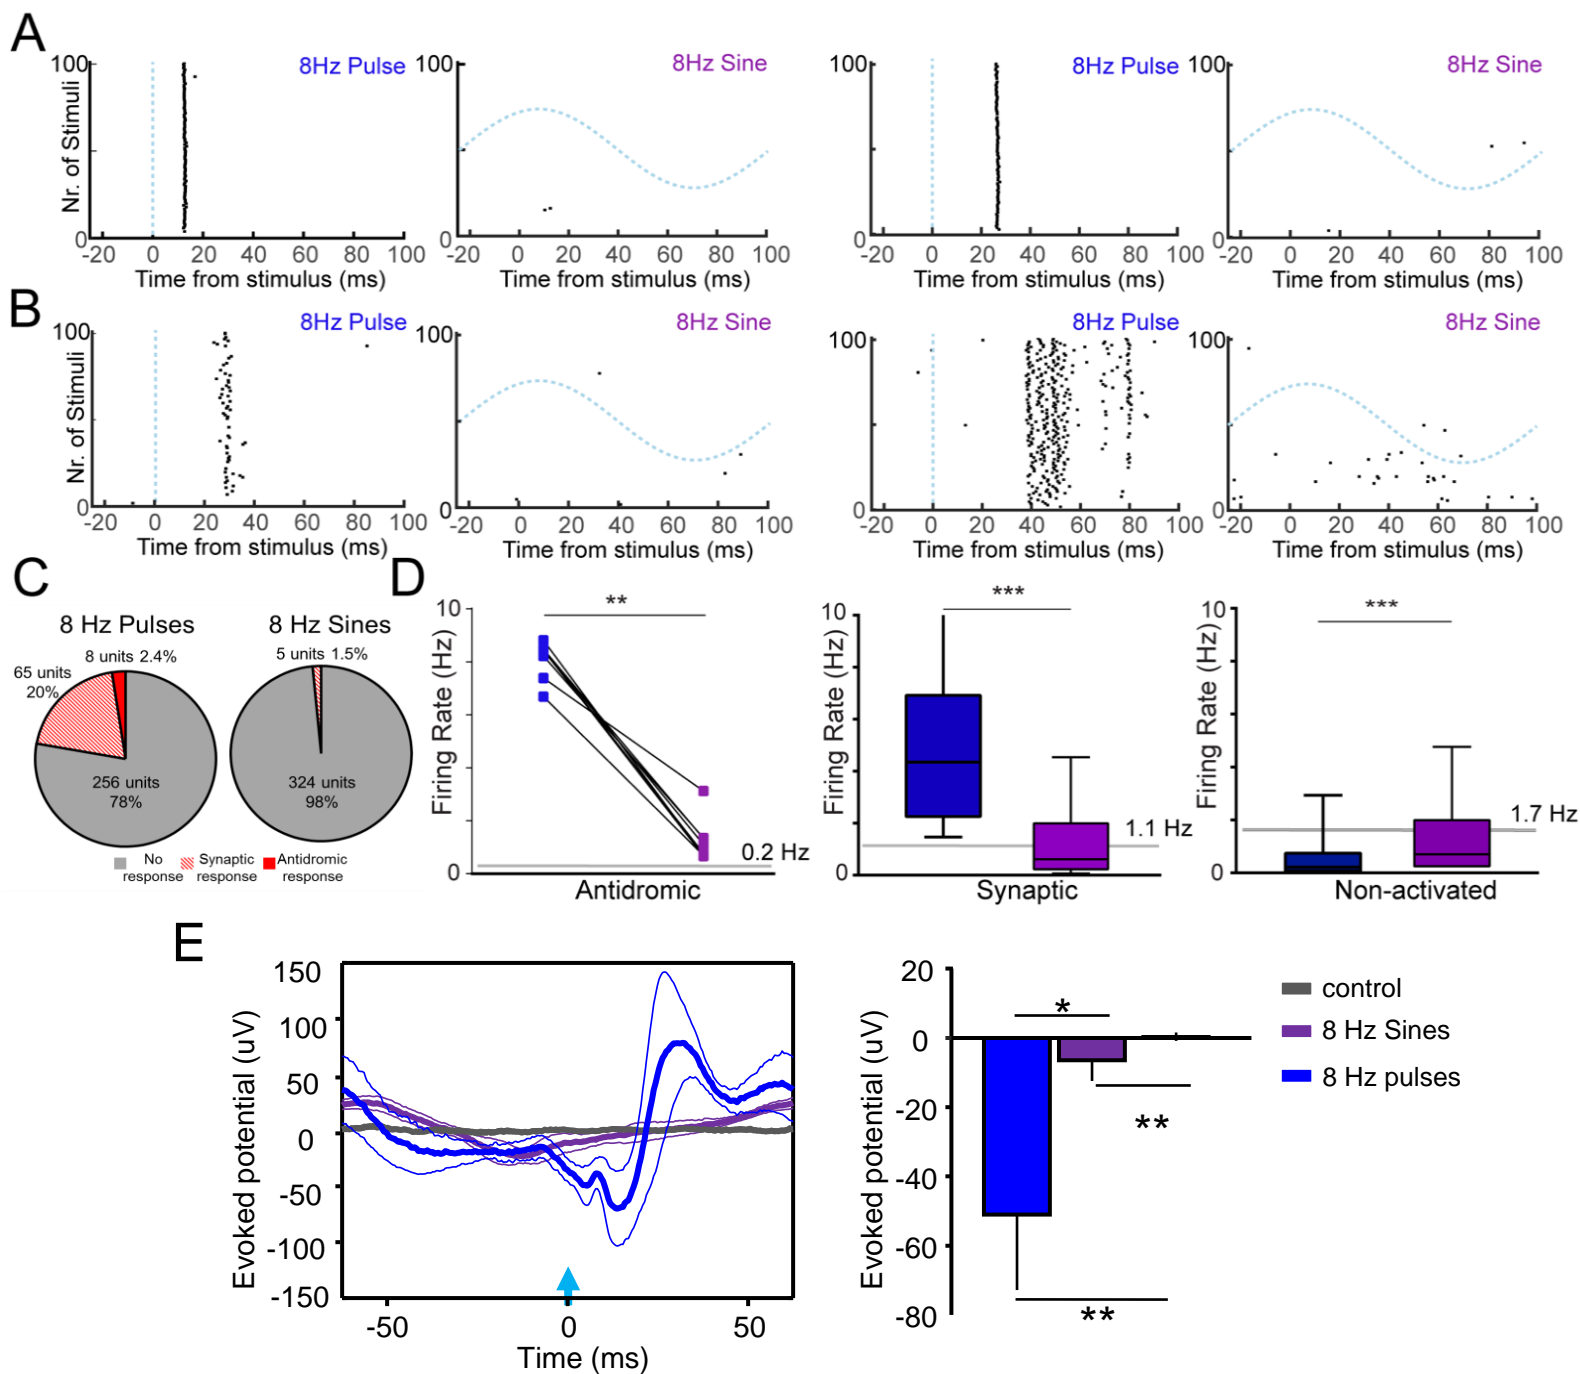 A
8Hz Pulse
8Hz Sine
8Hz Pulse
8Hz Sine
100
100
100
100
Nr. of Stimuli
0
0
0
0
-20 0 20 40 60 80 100
-20 0 20 40 60 80 100
-20 0 20 40 60 80 100
-20 0 20 40 60 80 100
Time from stimulus (ms)
Time from stimulus (ms)
Time from stimulus (ms)
Time from stimulus (ms)
B
8Hz Pulse
8Hz Sine
8Hz Pulse
8Hz Sine
100
100
100
100
Nr. of Stimuli
0
0
0
0
-20 0 20 40 60 80 100
-20 0 20 40 60 80 100
-20 0 20 40 60 80 100
-20 0 20 40 60 80 100
Time from stimulus (ms)
Time from stimulus (ms)
Time from stimulus (ms)
Time from stimulus (ms)
C
8 Hz Pulses
8 units 2.4%
65 units
20%
256 units
78%
8 Hz Sines
5 units 1.5%
324 units
98%
No
response
Synaptic
response
Antidromic
response
D
10
Firing Rate (Hz)
**
0.2 Hz
0
Antidromic
10
Firing Rate (Hz)
***
1.1 Hz
0
Synaptic
10
Firing Rate (Hz)
***
1.7 Hz
0
Non-activated
E
Evoked potential (uV)
150
100
50
0
-50
-100
-150
-50 0 50
Time (ms)
Evoked potential (uV)
20
0
-20
-40
-60
-80
*
**
**
control
8 Hz Sines
8 Hz pulses